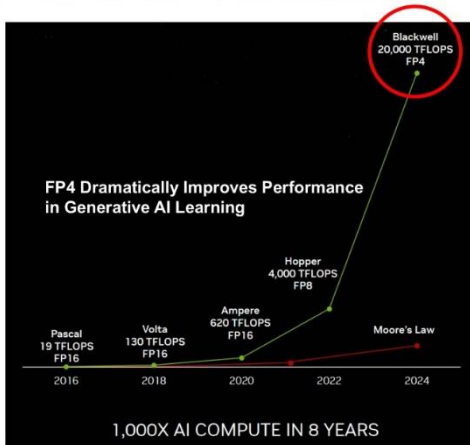 Blackwell
20,000 TFLOPS
FP4
FP4 Dramatically Improves Performance
in Generative AI Learning
Hopper
4,000 TFLOPS
FP8
Ampere
620 TFLOPS
FP16
Volta
130 TFLOPS
FP16
Pascal
19 TFLOPS
FP16
Moore's Law
2016 2018 2020 2022 2024
1,000X AI COMPUTE IN 8 YEARS